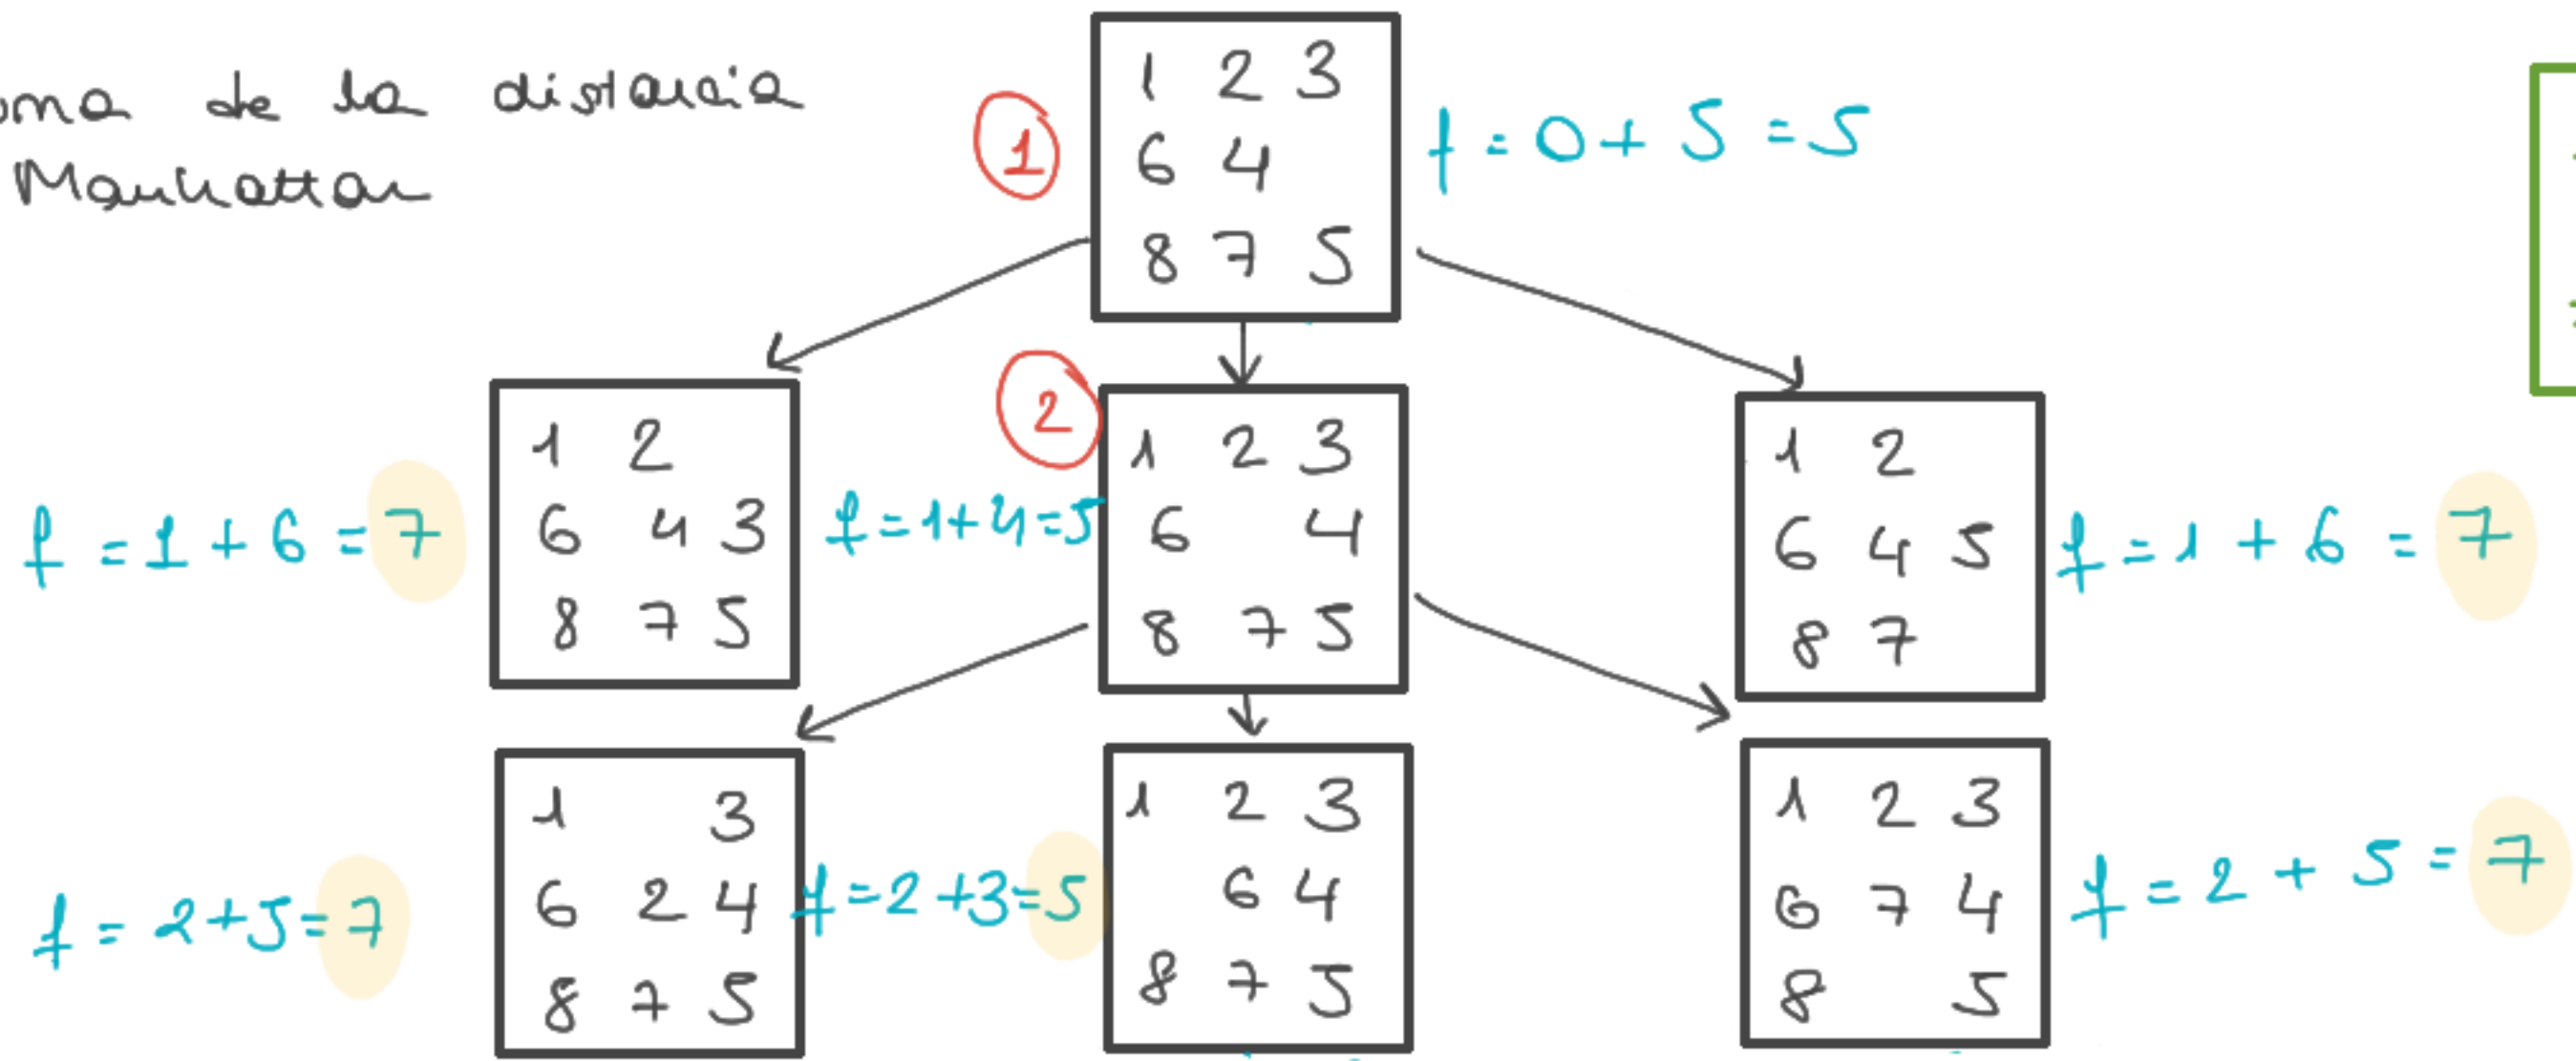 de la distancia
Manhattan
1
1 2 3
6 4
8 7 5
f = 0 + 5 = 5
f = 1 + 6 = 7
1 2
6 4 3
8 7 5
f = 1 + 4 = 5
2
1 2 3
6 4
8 7 5
1 2
6 4 5
8 7
f = 1 + 6 = 7
f = 2 + 5 = 7
1 3
6 2 4
8 7 5
f = 2 + 3 = 5
1 2 3
6 4
8 7 5
1 2 3
6 7 4
8 5
f = 2 + 5 = 7